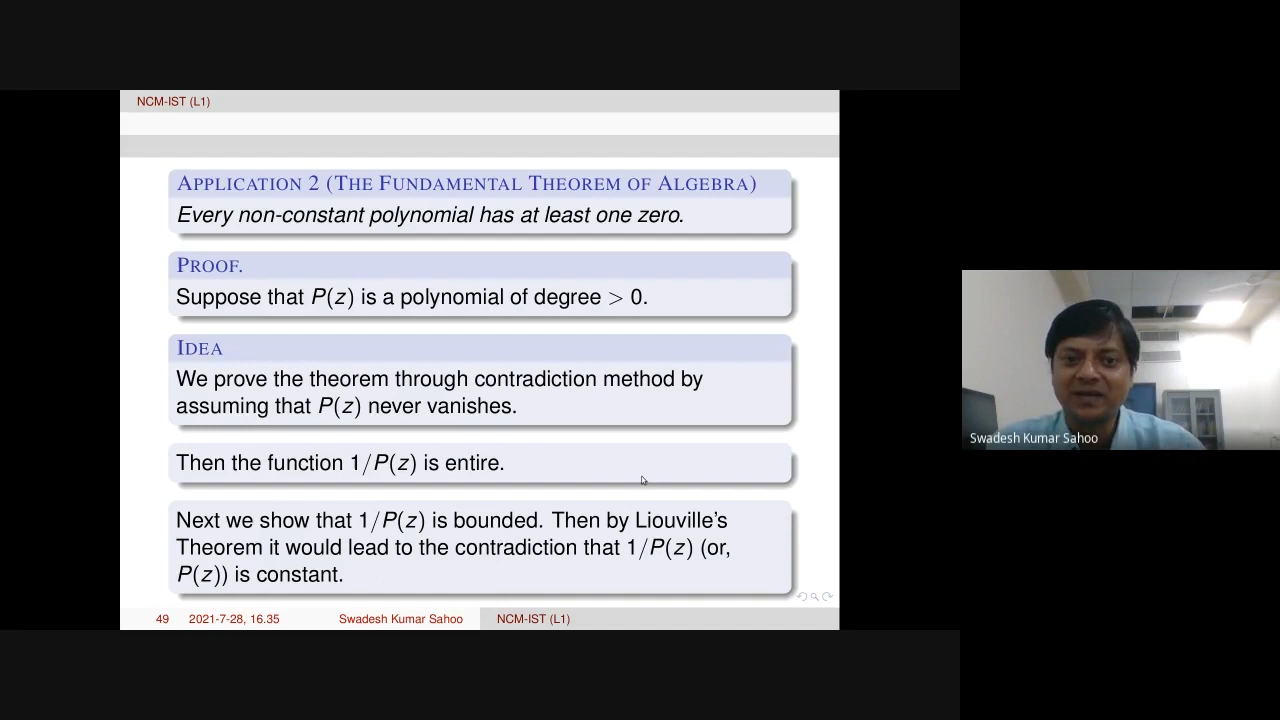 NCM-IST (L1)
APPLICATION 2 (THE FUNDAMENTAL THEOREM OF ALGEBRA)
Every non-constant polynomial has at least one zero.
PROOF.
Suppose that P(z) is a polynomial of degree > 0.
IDEA
We prove the theorem through contradiction method by
assuming that P(z) never vanishes.
Then the function 1/P(z) is entire.
Next we show that 1/P(z) is bounded. Then by Liouville's
Theorem it would lead to the contradiction that 1/P(z) (or,
P(z)) is constant.
49 2021-7-28, 16.35 Swadesh Kumar Sahoo NCM-IST (L1)
Swadesh Kumar Sahoo